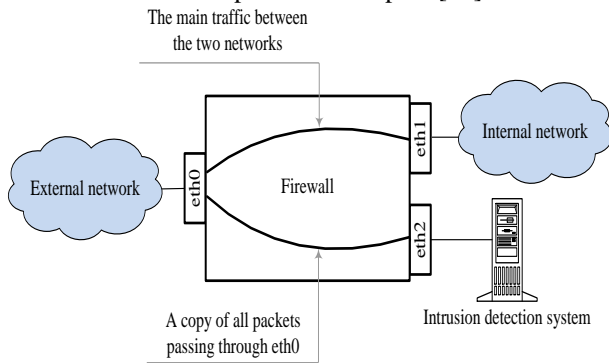 The main traffic between
the two networks
External network
eth0
Firewall
eth1
Internal network
eth2
Intrusion detection system
A copy of all packets
passing through eth0